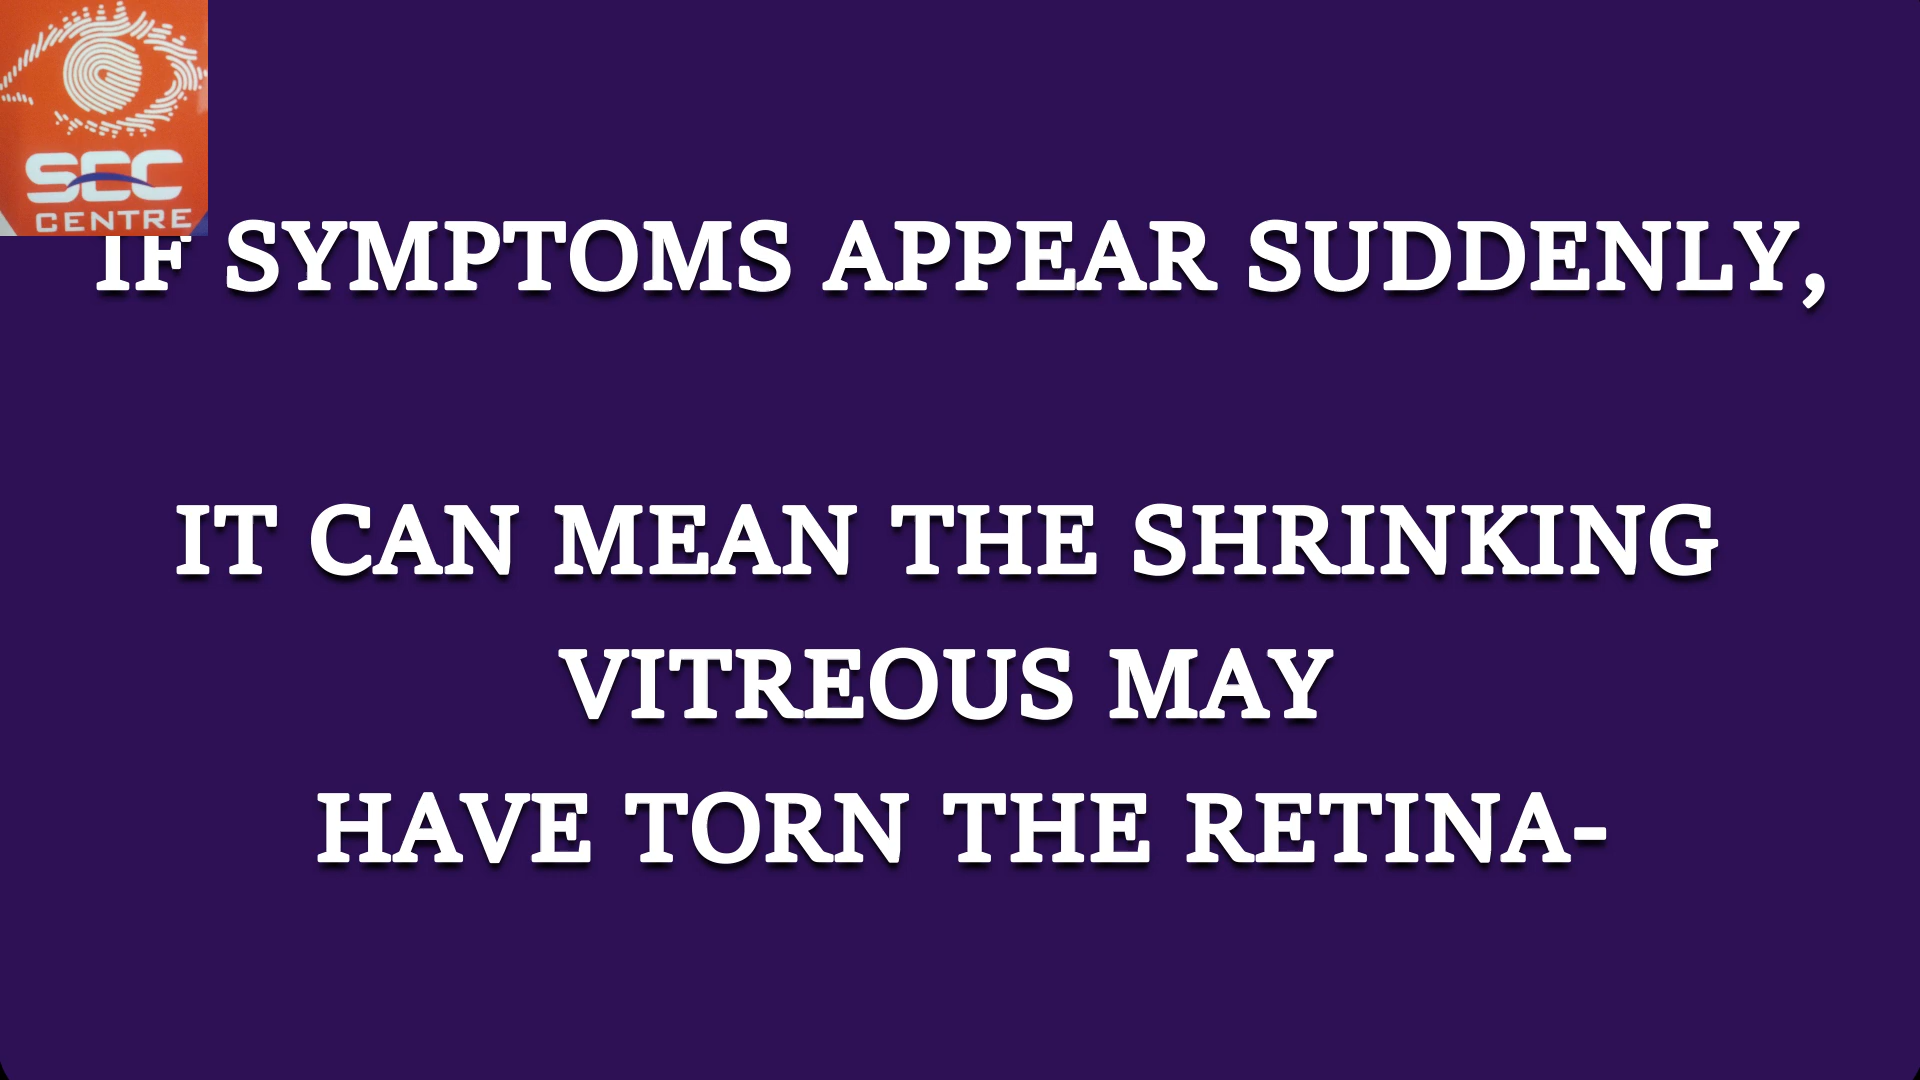 SEC
CENTRE
IF SYMPTOMS APPEAR SUDDENLY,
IT CAN MEAN THE SHRINKING
VITREOUS MAY
HAVE TORN THE RETINA-